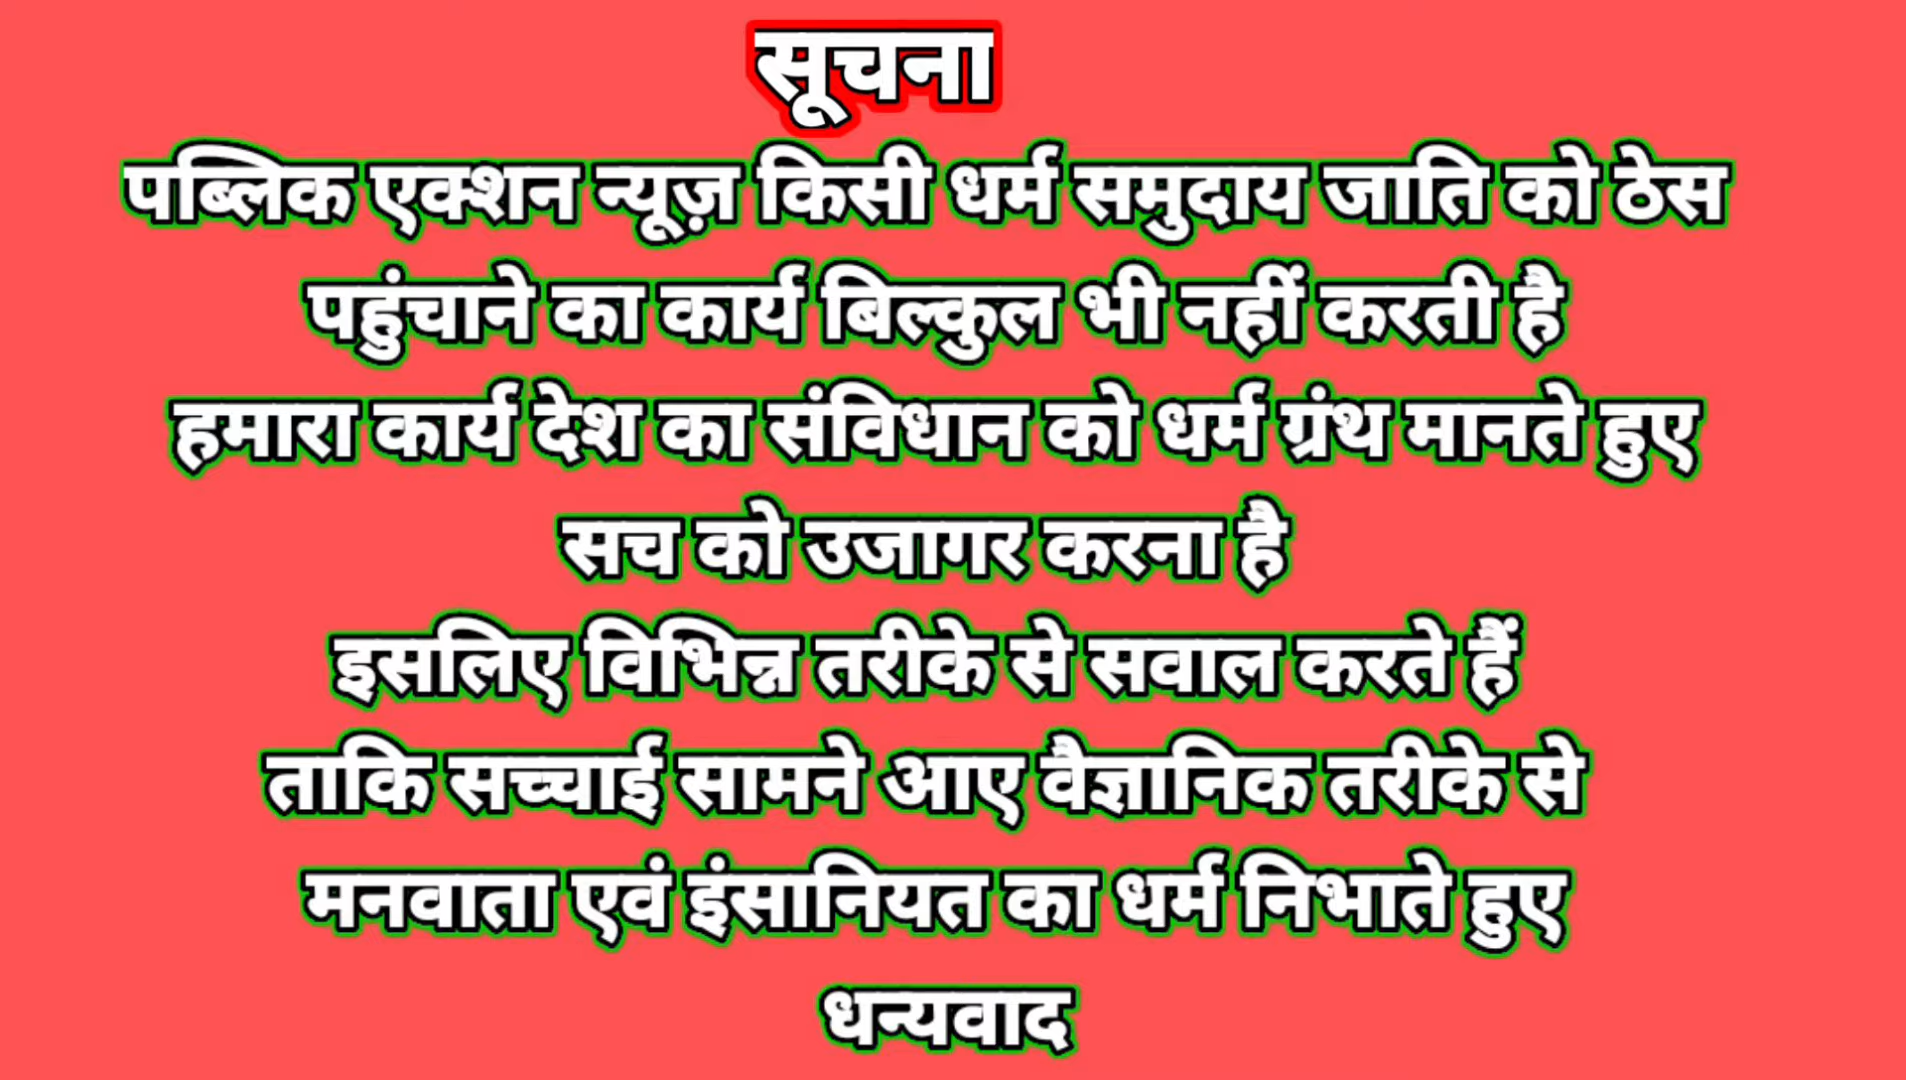 सूचना
पब्लिक एक्शन न्यूज़ किसी धर्म समुदाय जाति को ठेस
पहुंचाने का कार्य बिल्कुल भी नहीं करती है
हमारा कार्य देश का संविधान को धर्म ग्रंथ मानते हुए
सच को उजागर करना है
इसलिए विभिन्न तरीके से सवाल करते हैं
ताकि सच्चाई सामने आए वैज्ञानिक तरीके से
मनवाता एवं इंसानियत का धर्म निभाते हुए
धन्यवाद